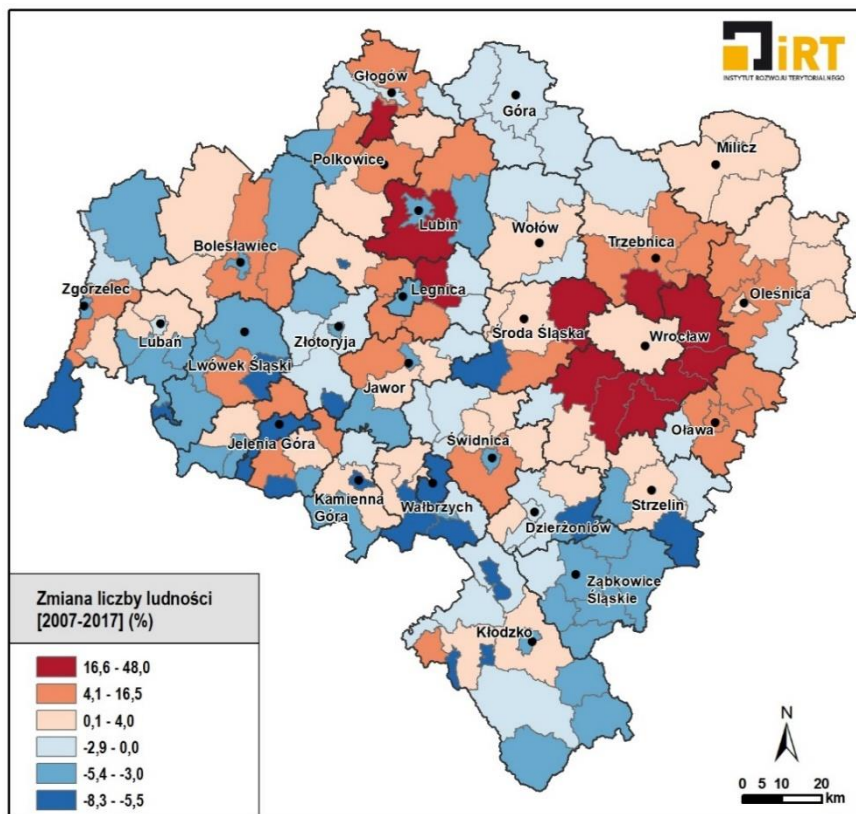 iRT
INSTYTUT ROZWOJU TERYTORIALNEGO
Głogów
Góra
Milicz
Polkowice
Lubin
Wołów
Trzebnica
Bolesławiec
Zgorzelec
Legnica
Oleśnica
Lubań
Złotoryja
Środa Śląska
Wrocław
Lwówek Śląski
Jawor
Oława
Jelenia Góra
Świdnica
Kamienna
Góra
Wałbrzych
Strzelin
Dzierżoniów
Ząbkowice
Śląskie
Kłodzko
Zmiana liczby ludności
[2007-2017] (%)
16,6 - 48,0
4,1 - 16,5
0,1 - 4,0
-2,9 - 0,0
-5,4 - -3,0
-8,3 - -5,5
N
0 5 10 20
km